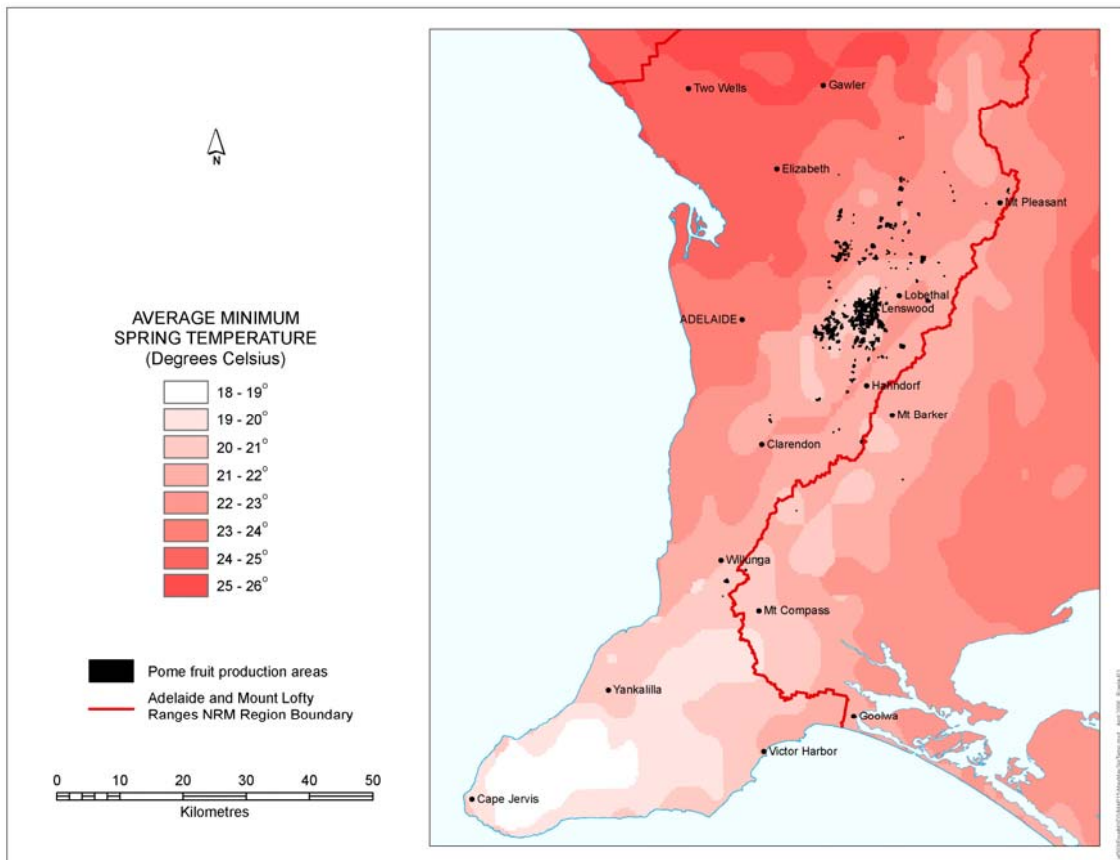 N
AVERAGE MINIMUM
SPRING TEMPERATURE
(Degrees Celsius)
18 - 19°
19 - 20°
20 - 21°
21 - 22°
22 - 23°
23 - 24°
24 - 25°
25 - 26°
Pome fruit production areas
Adelaide and Mount Lofty
Ranges NRM Region Boundary
0 10 20 30 40 50
Kilometres
Two Wells
Gawler
Elizabeth
Mt Pleasant
Lobethal
Lenswood
ADELAIDE
Hahndorf
Mt Barker
Clarendon
Willunga
Mt Compass
Yankalilla
Goolwa
Victor Harbor
Cape Jervis